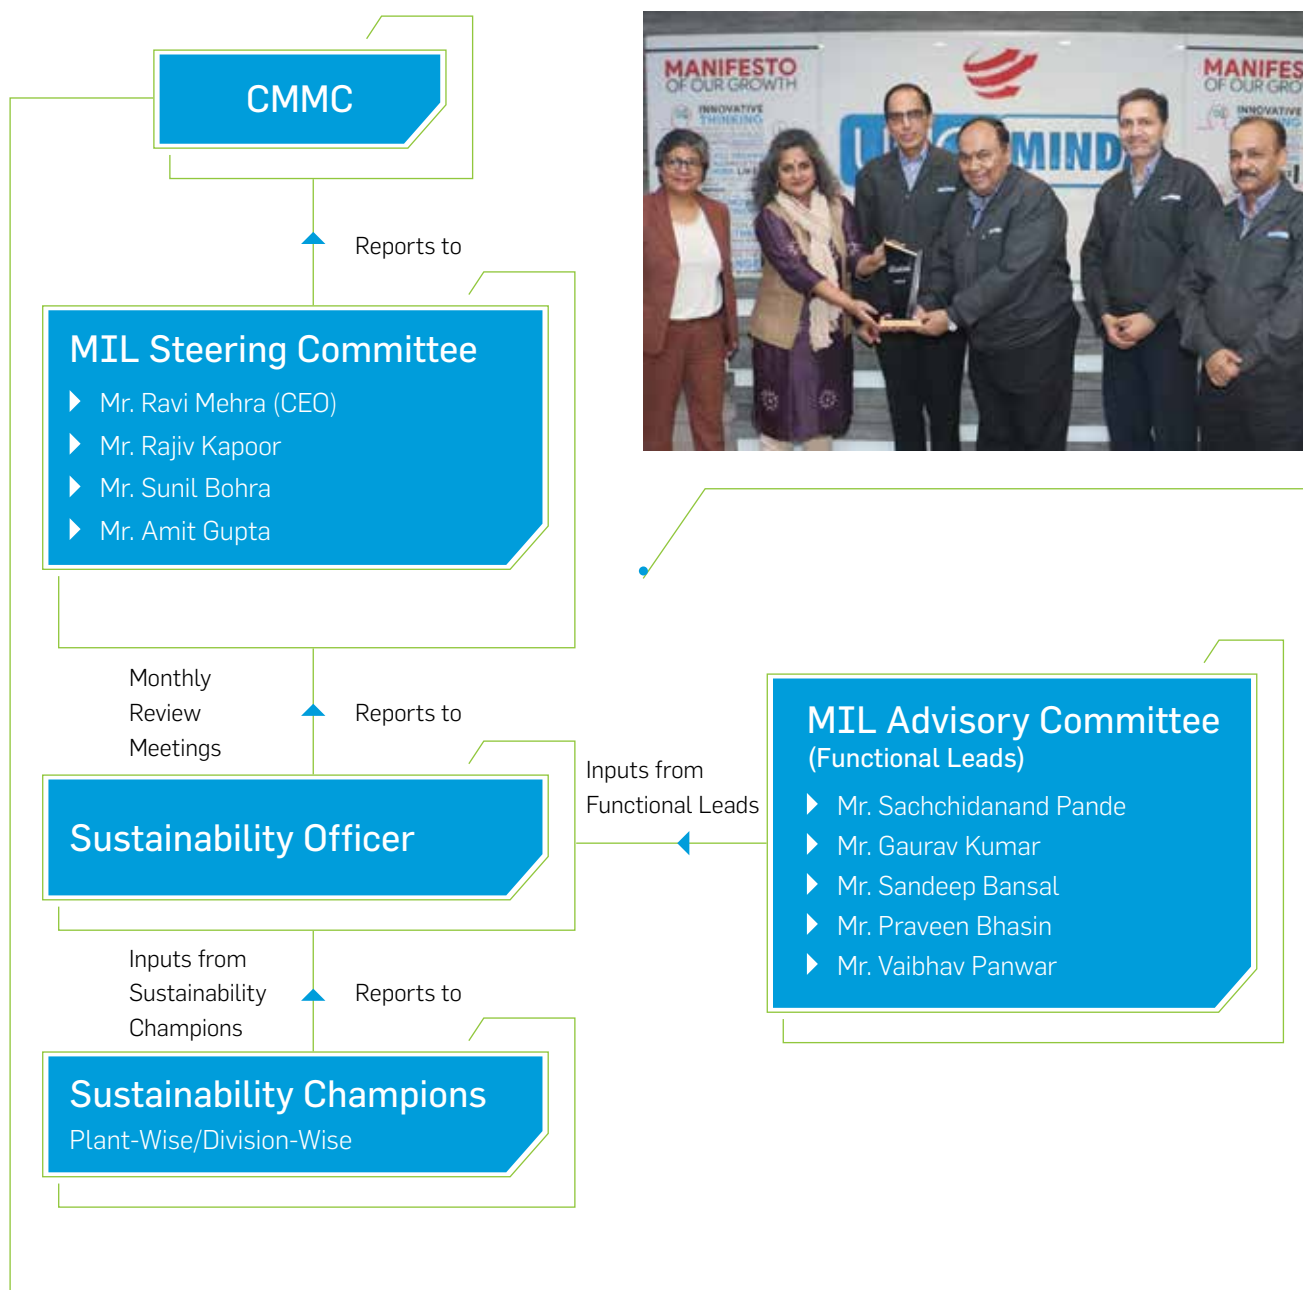 CMMC
Reports to
MIL Steering Committee
Mr. Ravi Mehra (CEO)
Mr. Rajiv Kapoor
Mr. Sunil Bohra
Mr. Amit Gupta
MANIFESTO
OF OUR GROWTH
INNOVATIVE
THINKING
MIND
MANIFES
OF OUR GRO
INNOVATIVE
Monthly
Review
Meetings
Reports to
Sustainability Officer
Inputs from
Functional Leads
MIL Advisory Committee
(Functional Leads)
Mr. Sachchidanand Pande
Mr. Gaurav Kumar
Mr. Sandeep Bansal
Mr. Praveen Bhasin
Mr. Vaibhav Panwar
Inputs from
Sustainability
Champions
Reports to
Sustainability Champions
Plant-Wise/Division-Wise